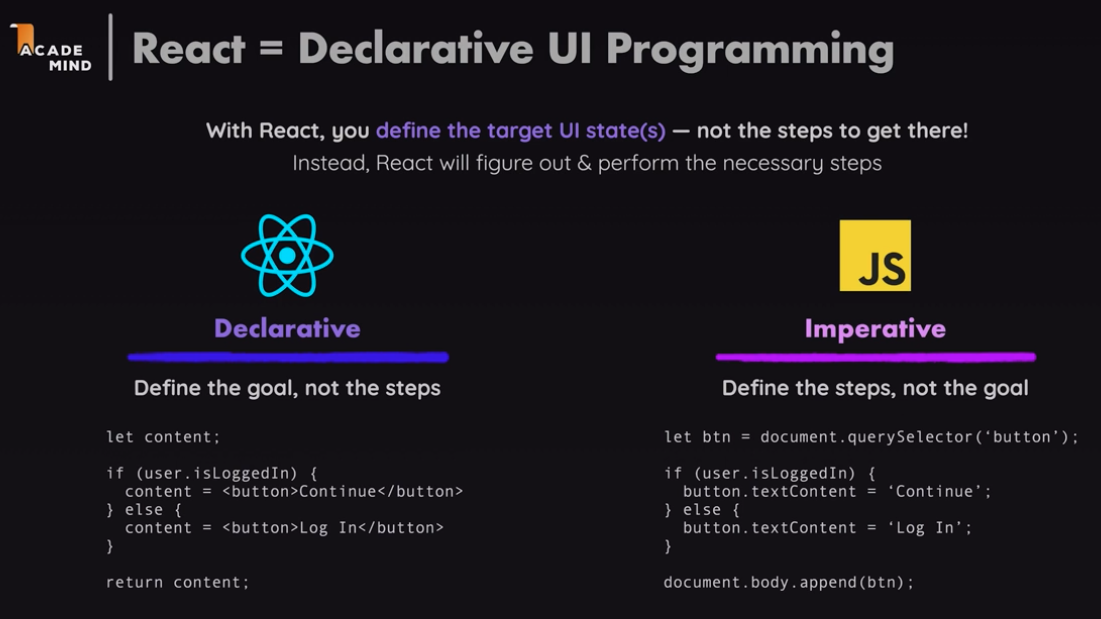 ACADE
MIND
React = Declarative UI Programming
With React, you define the target UI state(s) — not the steps to get there!
Instead, React will figure out & perform the necessary steps
Declarative
Define the goal, not the steps
let content;
if (user.isLoggedIn) {
  content = <button>Continue</button>
} else {
  content = <button>Log In</button>
}
return content;
JS
Imperative
Define the steps, not the goal
let btn = document.querySelector(‘button’);
if (user.isLoggedIn) {
  button.textContent = ‘Continue’;
} else {
  button.textContent = ‘Log In’;
}
document.body.append(btn);